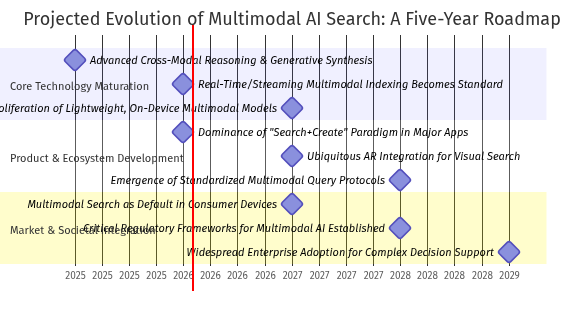 Projected Evolution of Multimodal AI Search: A Five-Year Roadmap
Advanced Cross-Modal Reasoning & Generative Synthesis
Core Technology Maturation
Real-Time/Streaming Multimodal Indexing Becomes Standard
oliferation of Lightweight, On-Device Multimodal Models
Dominance of "Search+Create" Paradigm in Major Apps
Product & Ecosystem Development
Ubiquitous AR Integration for Visual Search
Emergence of Standardized Multimodal Query Protocols
Multimodal Search as Default in Consumer Devices
Market & Societal Integration
Critical Regulatory Frameworks for Multimodal AI Established
Widespread Enterprise Adoption for Complex Decision Support
2025 2025 2025 2025 2026 2026 2026 2026 2027 2027 2027 2027 2028 2028 2028 2028 2029